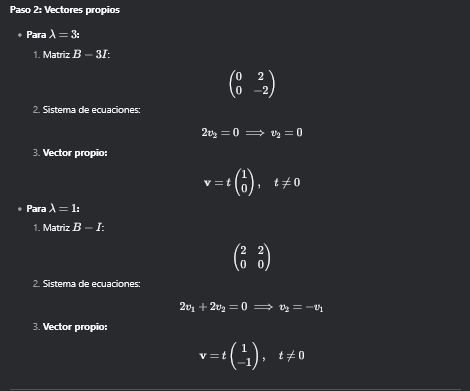 Paso 2: Vectores propios
• Para λ = 3:
1. Matriz B − 3I:
(0 2
0 −2)
2. Sistema de ecuaciones:
2v₂ = 0 ⟹ v₂ = 0
3. Vector propio:
v = t (1
0), t ≠ 0
• Para λ = 1:
1. Matriz B − I:
(2 2
0 0)
2. Sistema de ecuaciones:
2v₁ + 2v₂ = 0 ⟹ v₂ = −v₁
3. Vector propio:
v = t (1
−1), t ≠ 0